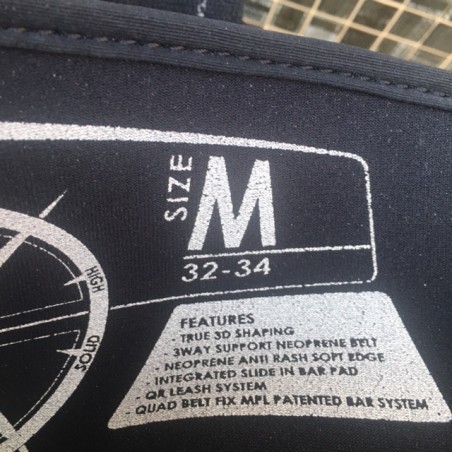 SIZE
M
32-34
HIGH
SOLID
FEATURES
- TRUE 3D SHAPING
- 3WAY SUPPORT NEOPRENE BELT
- NEOPRENE ANTI RASH SOFT EDGE
- INTEGRATED SLIDE IN BAR PAD
- QR LEASH SYSTEM
- QUAD BELT FIX MPL PATENTED BAR SYSTEM